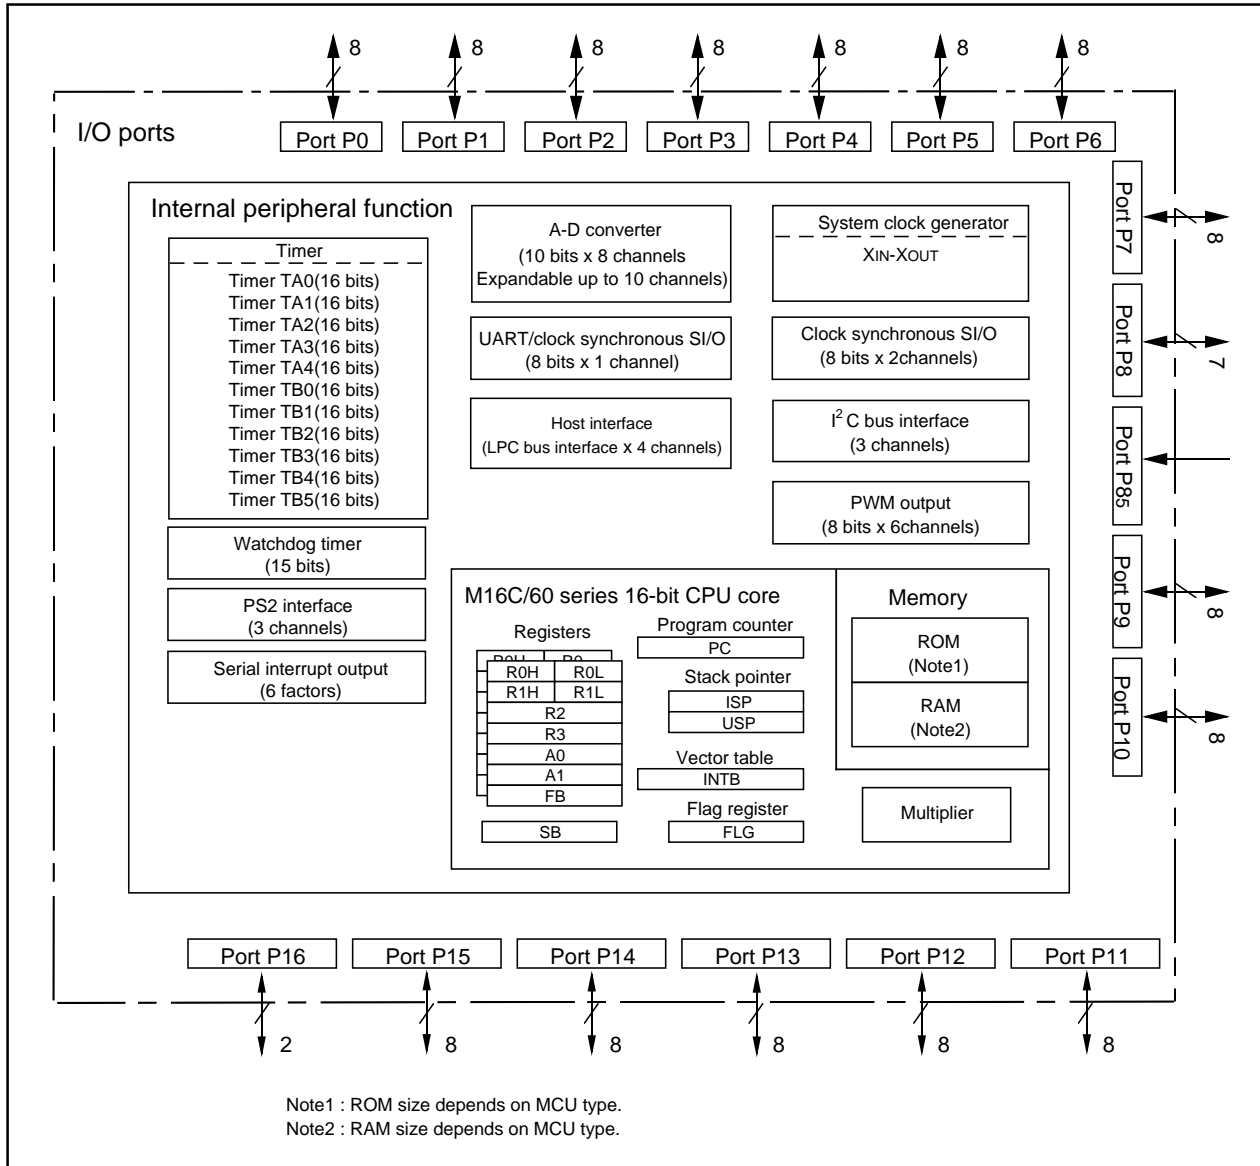 8 8 8 8 8 8 8
I/O ports
Port P0 Port P1 Port P2 Port P3 Port P4 Port P5 Port P6
Port P7
8
Port P8
7
Port P85
Port P9
8
Port P10
8
Internal peripheral function
Timer
Timer TA0(16 bits)
Timer TA1(16 bits)
Timer TA2(16 bits)
Timer TA3(16 bits)
Timer TA4(16 bits)
Timer TB0(16 bits)
Timer TB1(16 bits)
Timer TB2(16 bits)
Timer TB3(16 bits)
Timer TB4(16 bits)
Timer TB5(16 bits)
Watchdog timer
(15 bits)
PS2 interface
(3 channels)
Serial interrupt output
(6 factors)
A-D converter
(10 bits x 8 channels
Expandable up to 10 channels)
UART/clock synchronous SI/O
(8 bits x 1 channel)
Host interface
(LPC bus interface x 4 channels)
System clock generator
XIN-XOUT
Clock synchronous SI/O
(8 bits x 2channels)
I2 C bus interface
(3 channels)
PWM output
(8 bits x 6channels)
M16C/60 series 16-bit CPU core
Registers
R0H R0L
R1H R1L
R2
R3
A0
A1
FB
SB
Program counter
PC
Stack pointer
ISP
USP
Vector table
INTB
Flag register
FLG
Memory
ROM
(Note1)
RAM
(Note2)
Multiplier
Port P16 Port P15 Port P14 Port P13 Port P12 Port P11
2 8 8 8 8 8
Note1 : ROM size depends on MCU type.
Note2 : RAM size depends on MCU type.